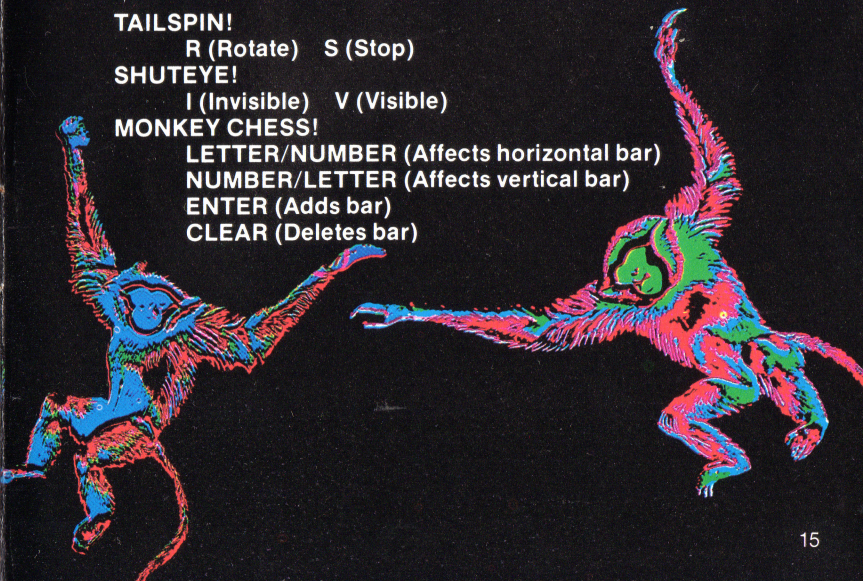 TAILSPIN!
R (Rotate) S (Stop)
SHUTEYE!
I (Invisible) V (Visible)
MONKEY CHESS!
LETTER/NUMBER (Affects horizontal bar)
NUMBER/LETTER (Affects vertical bar)
ENTER (Adds bar)
CLEAR (Deletes bar)
15